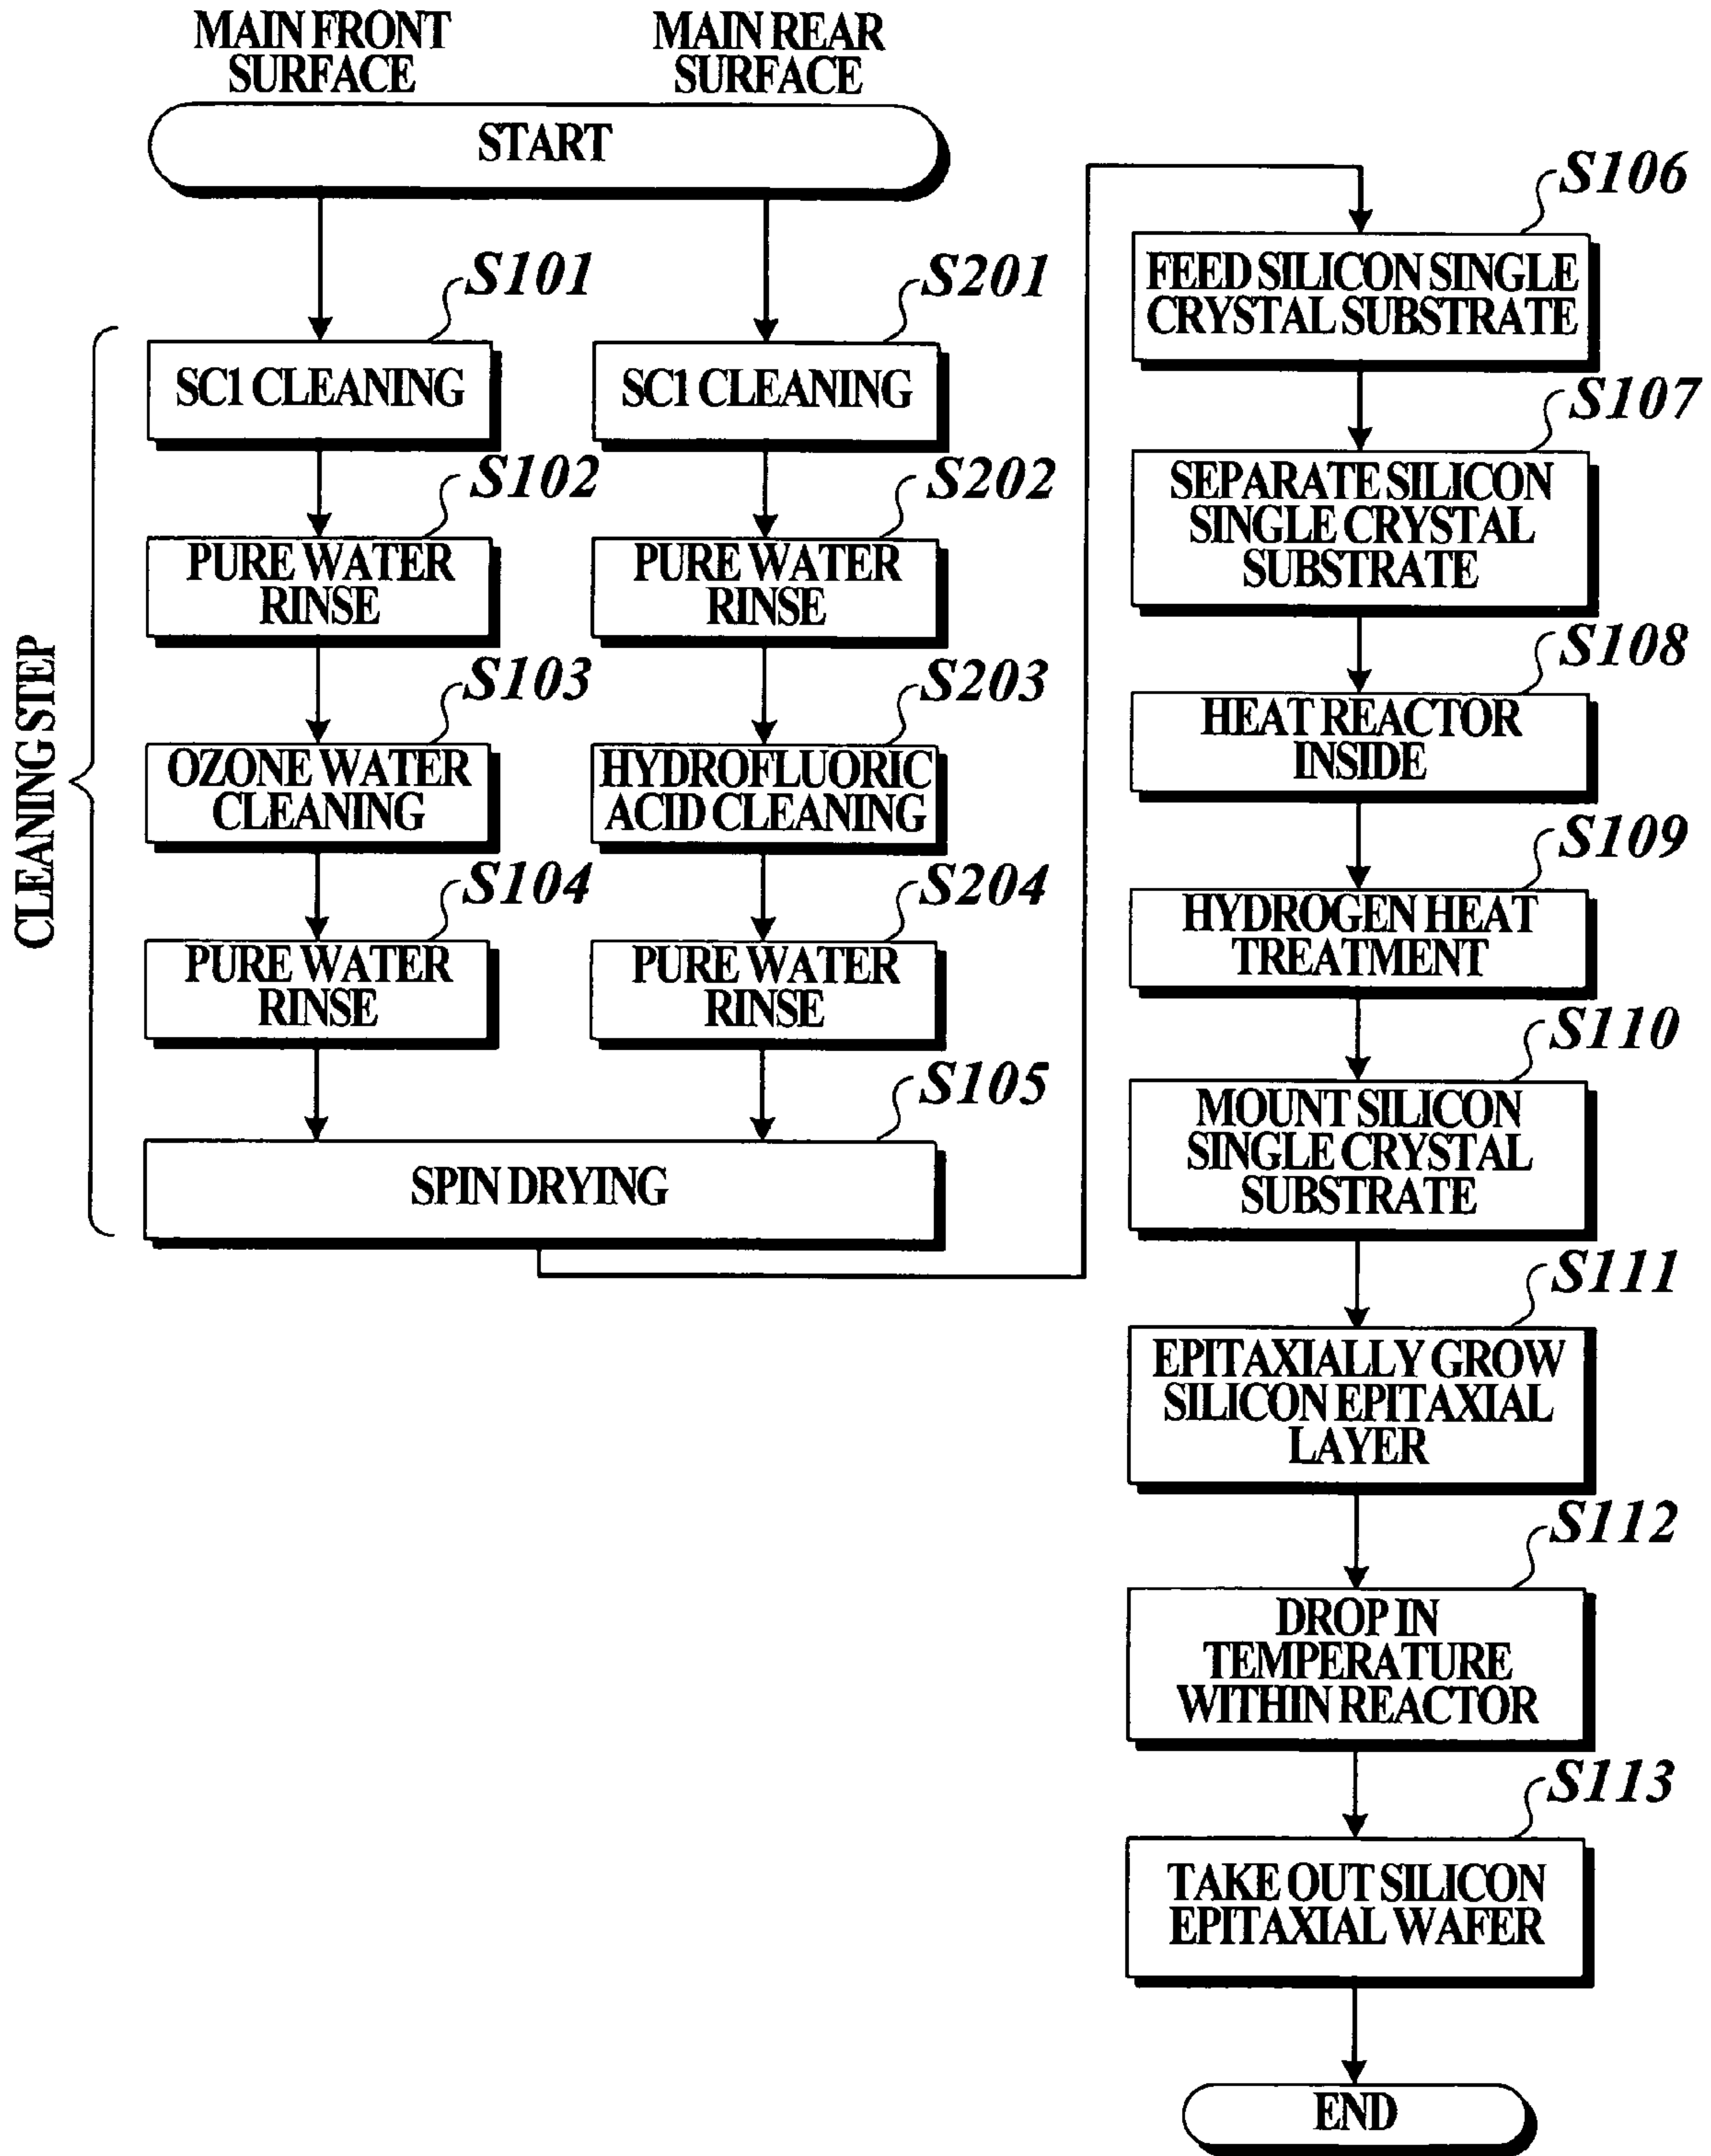 MAIN FRONT
SURFACE
MAIN REAR
SURFACE
START
CLEANING STEP
S101
SC1 CLEANING
S201
SC1 CLEANING
S102
PURE WATER
RINSE
S202
PURE WATER
RINSE
S103
OZONE WATER
CLEANING
S203
HYDROFLUORIC
ACID CLEANING
S104
PURE WATER
RINSE
S204
PURE WATER
RINSE
S105
SPIN DRYING
S106
FEED SILICON SINGLE
CRYSTAL SUBSTRATE
S107
SEPARATE SILICON
SINGLE CRYSTAL
SUBSTRATE
S108
HEAT REACTOR
INSIDE
S109
HYDROGEN HEAT
TREATMENT
S110
MOUNT SILICON
SINGLE CRYSTAL
SUBSTRATE
S111
EPITAXIALLY GROW
SILICON EPITAXIAL
LAYER
S112
DROP IN
TEMPERATURE
WITHIN REACTOR
S113
TAKE OUT SILICON
EPITAXIAL WAFER
END